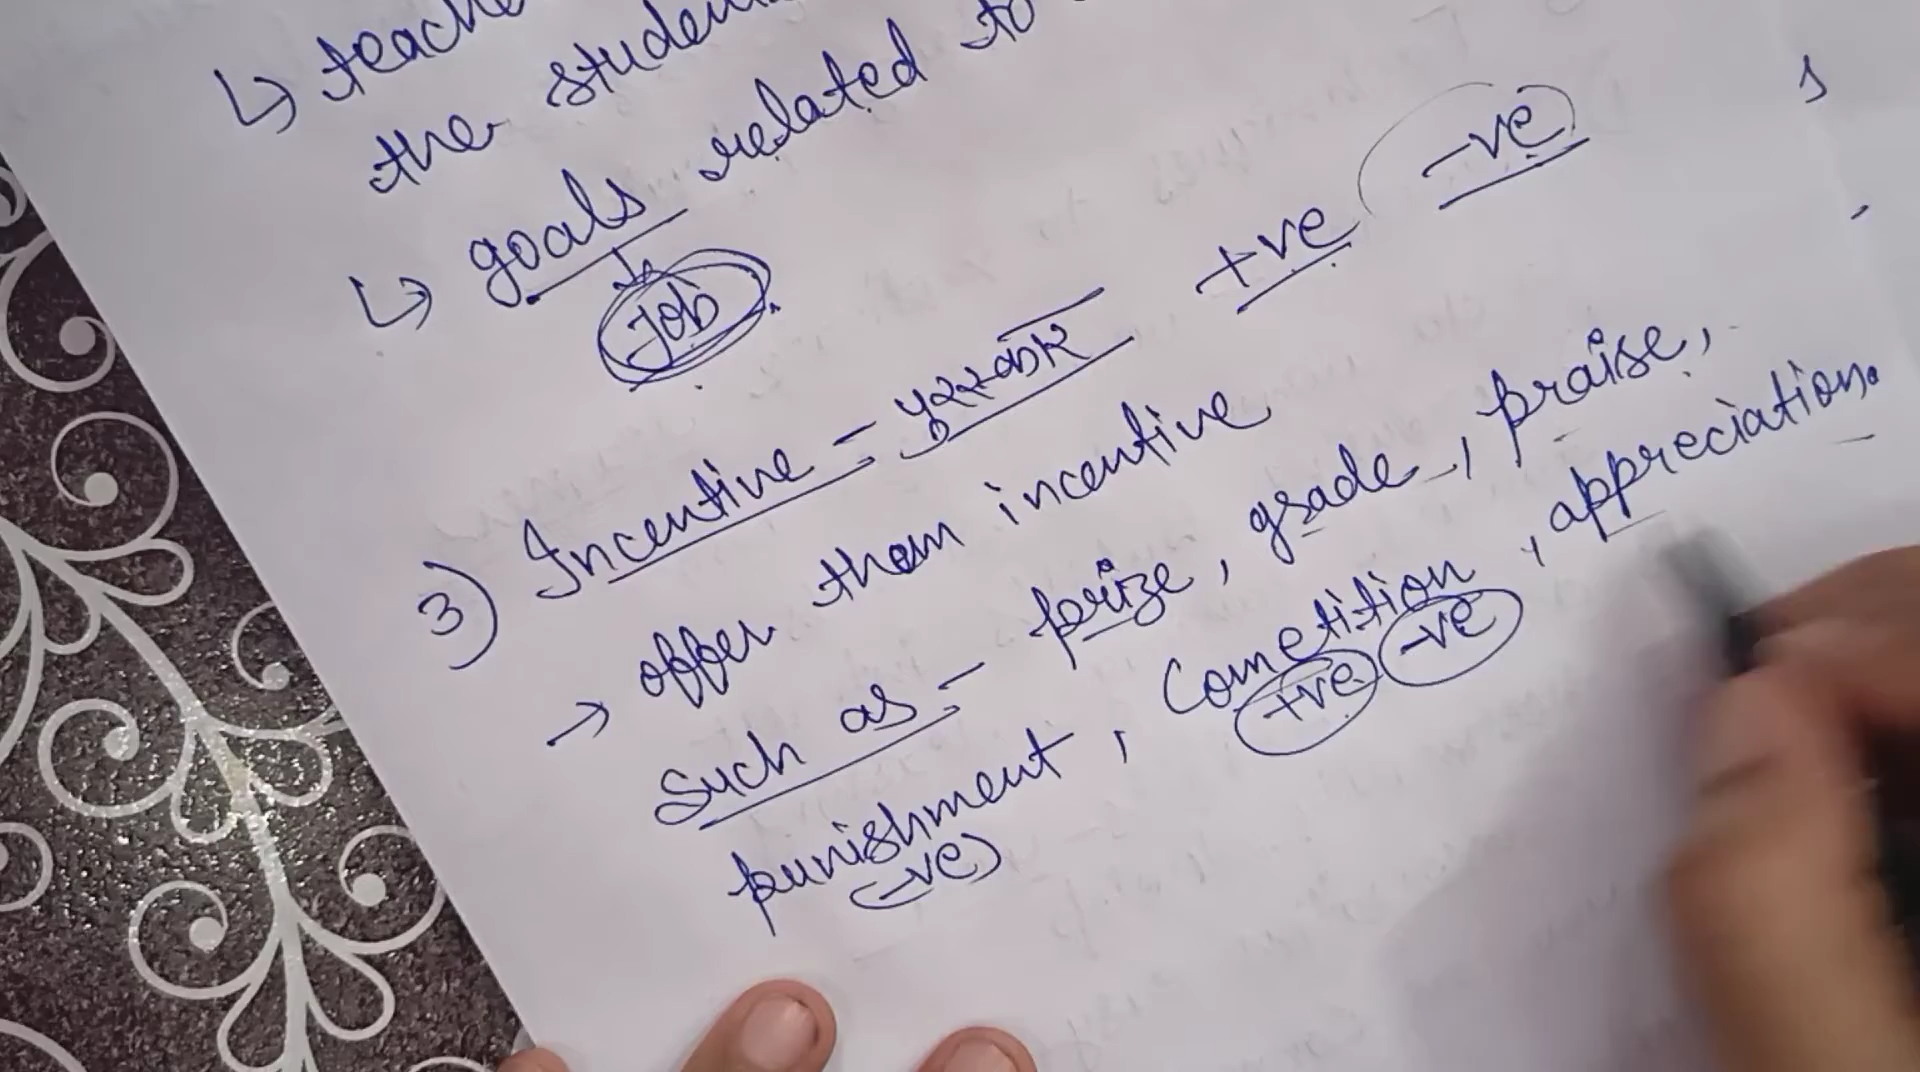 ↳ teache
the studen
↳ goals related to
Job
3) Incentive = पुरस्कार +ve -ve
→ offer them incentive
Such as - prize, grade, praise,
punishment, Cometition, appreciation.
-ve +ve -ve